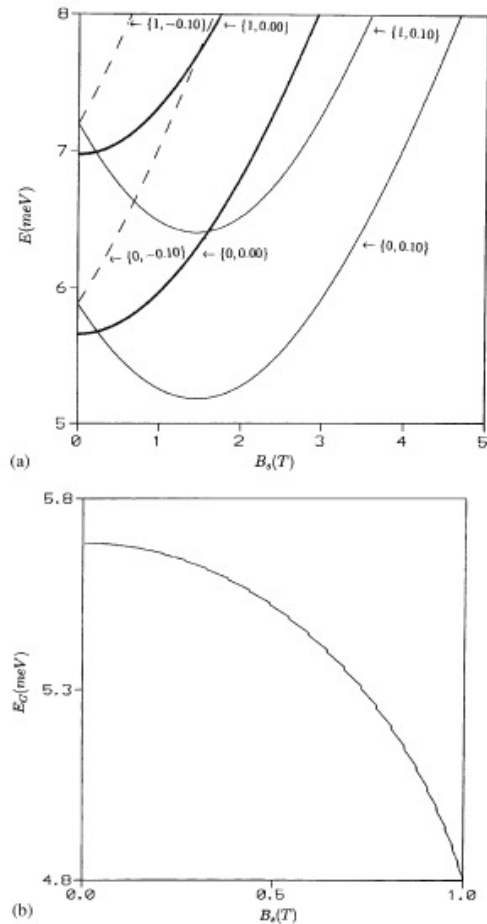 8
← {1, -0.10}
← {1, 0.00}
← {1, 0.10}
7
E(meV)
← {0, -0.10}
← {0, 0.00}
← {0, 0.10}
6
5
0 1 2 3 4 5
(a)
Bₛ(T)
5.8
E_G(meV)
5.3
4.8
0.0 0.5 1.0
(b)
Bₛ(T)